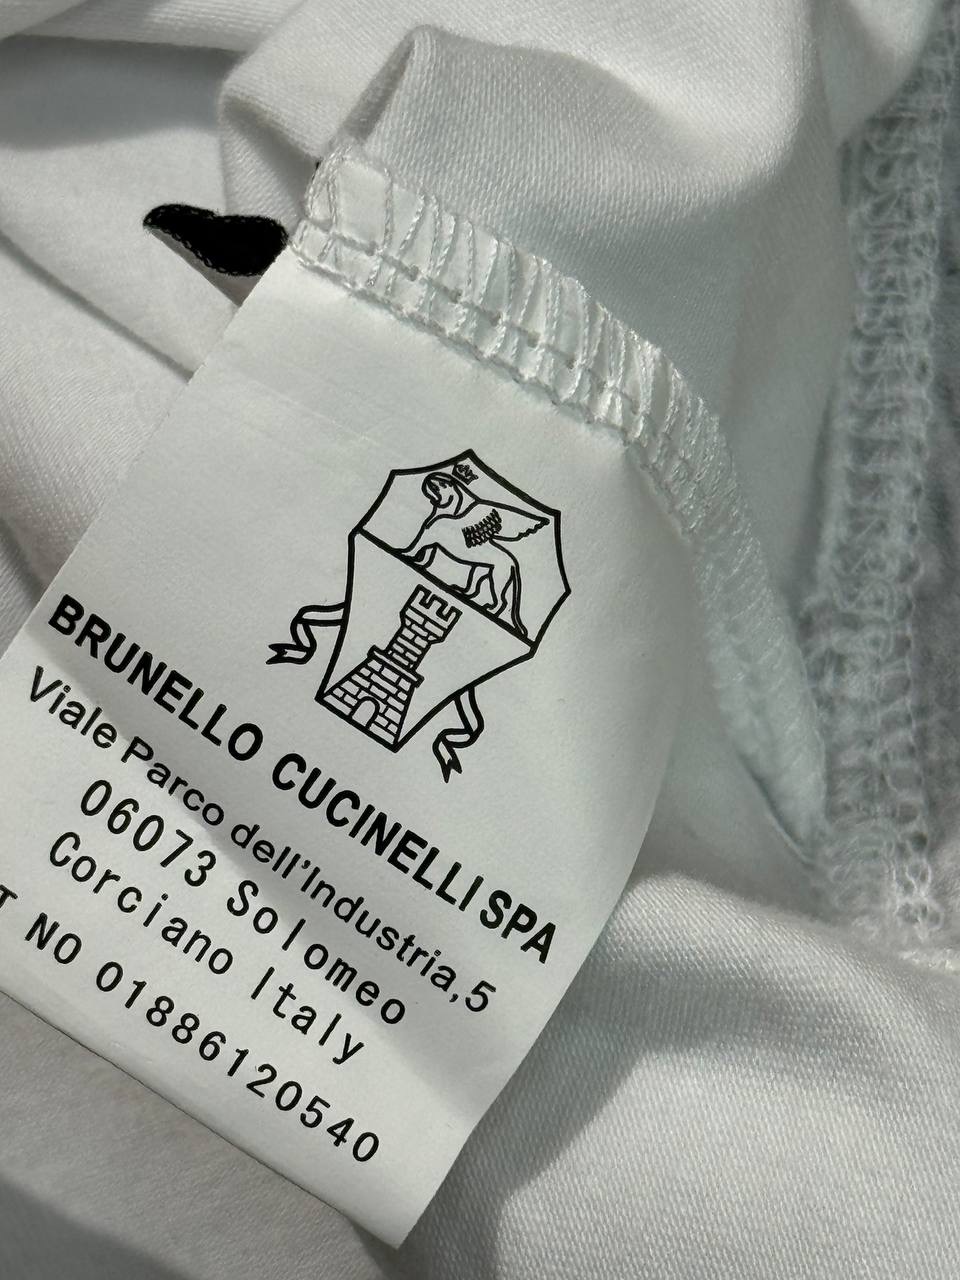 BRUNELLO CUCINELLI SPA
Viale Parco dell'Industria,5
06073 Solomeo
Corciano Italy
T NO 01886120540